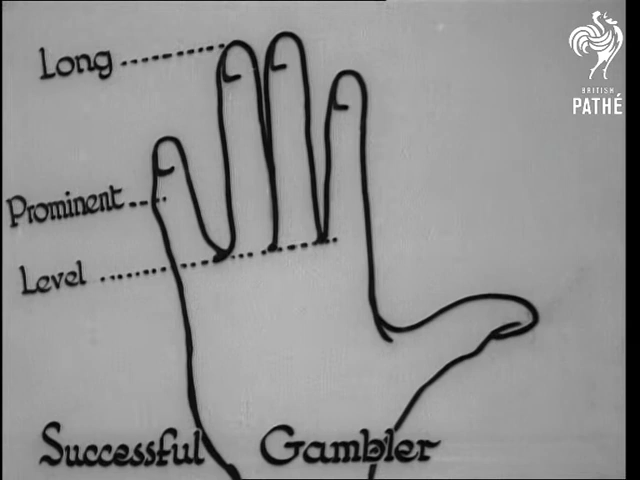 Long
BRITISH
PATHÉ
Prominent
Level
Successful Gambler